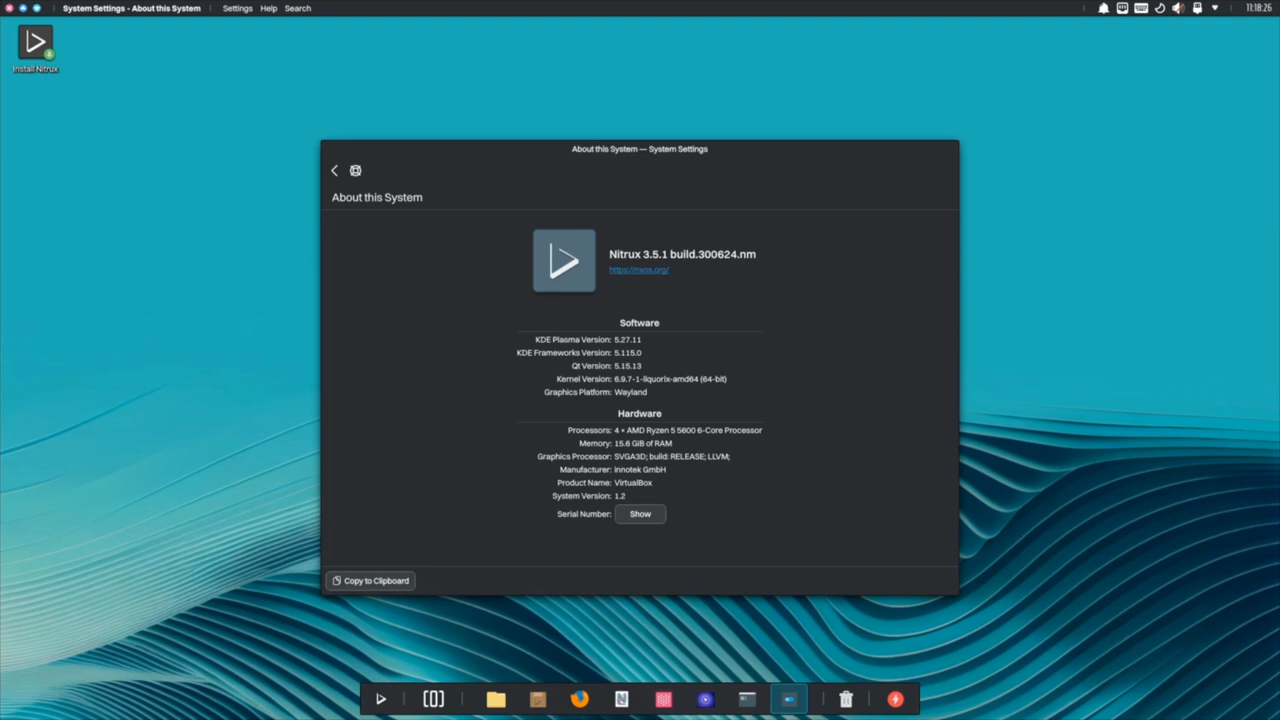 System Settings - About this System Settings Help Search 11:18:26
Install Nitrux
About this System — System Settings
About this System
Nitrux 3.5.1 build.300624.nm
https://nxos.org/
Software
KDE Plasma Version: 5.27.11
KDE Frameworks Version: 5.115.0
Qt Version: 5.15.13
Kernel Version: 6.9.7-1-liquorix-amd64 (64-bit)
Graphics Platform: Wayland
Hardware
Processors: 4 × AMD Ryzen 5 5600 6-Core Processor
Memory: 15.6 GiB of RAM
Graphics Processor: SVGA3D; build: RELEASE; LLVM;
Manufacturer: innotek GmbH
Product Name: VirtualBox
System Version: 1.2
Serial Number: Show
Copy to Clipboard